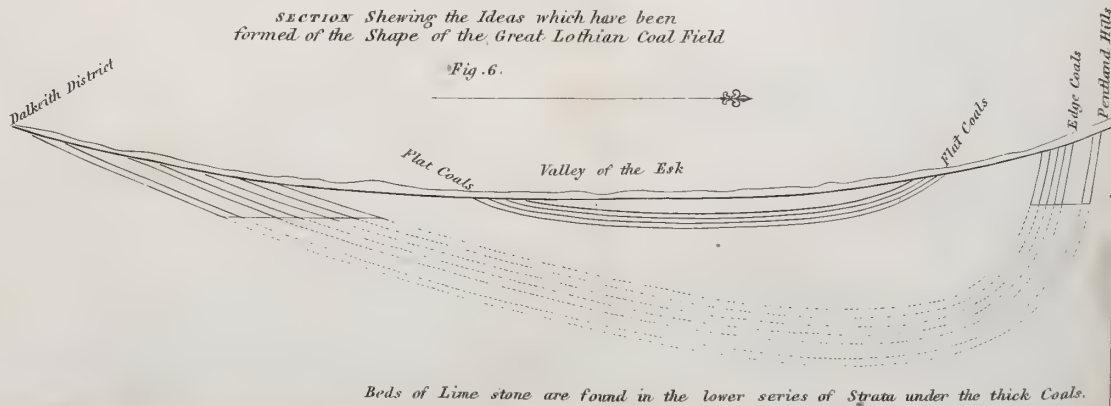 SECTION Shewing the Ideas which have been
formed of the Shape of the Great Lothian Coal Field
Fig. 6.
Dalkeith District
Flat Coals
Valley of the Esk
Flat Coals
Edge Coals
Pentland Hills
Beds of Lime stone are found in the lower series of Strata under the thick Coals.